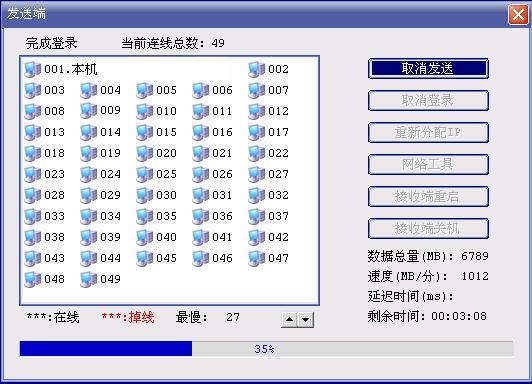 发送端
完成登录 当前连线总数: 49
001.本机 002
003 004 005 006 007
008 009 010 011 012
013 014 015 016 017
018 019 020 021 022
023 024 025 026 027
028 029 030 031 032
033 034 035 036 037
038 039 040 041 042
043 044 045 046 047
048 049
***:在线 ***:掉线 最慢: 27
取消发送
取消登录
重新分配IP
网络工具
接收端重启
接收端关机
数据总量(MB): 6789
速度(MB/分): 1012
延迟时间(ms):
剩余时间: 00:03:08
35%